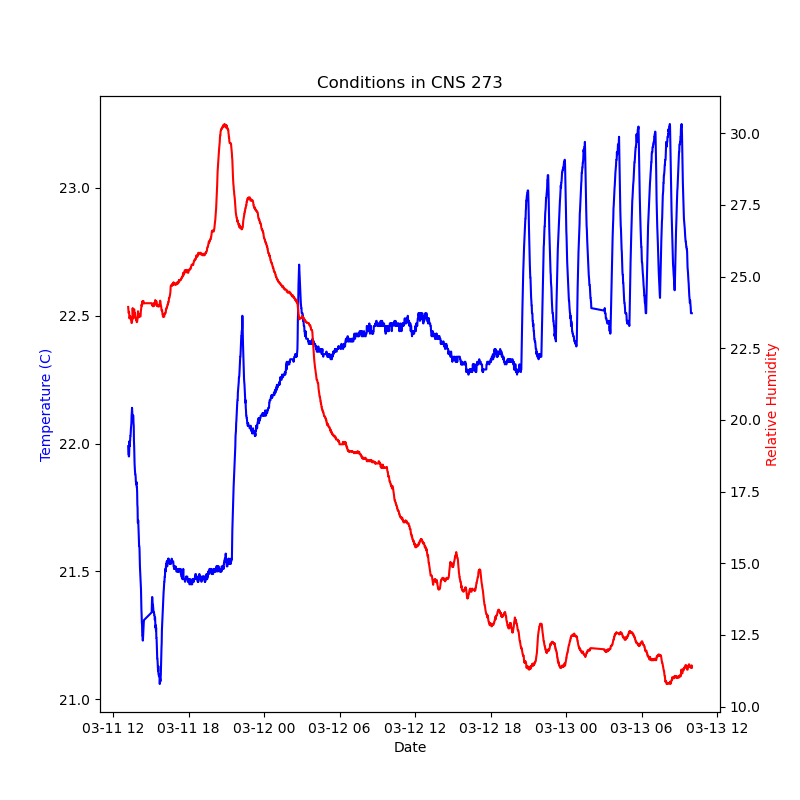 Conditions in CNS 273
23.0
22.5
22.0
21.5
21.0
Temperature (C)
30.0
27.5
25.0
22.5
20.0
17.5
15.0
12.5
10.0
Relative Humidity
03-11 12 03-11 18 03-12 00 03-12 06 03-12 12 03-12 18 03-13 00 03-13 06 03-13 12
Date